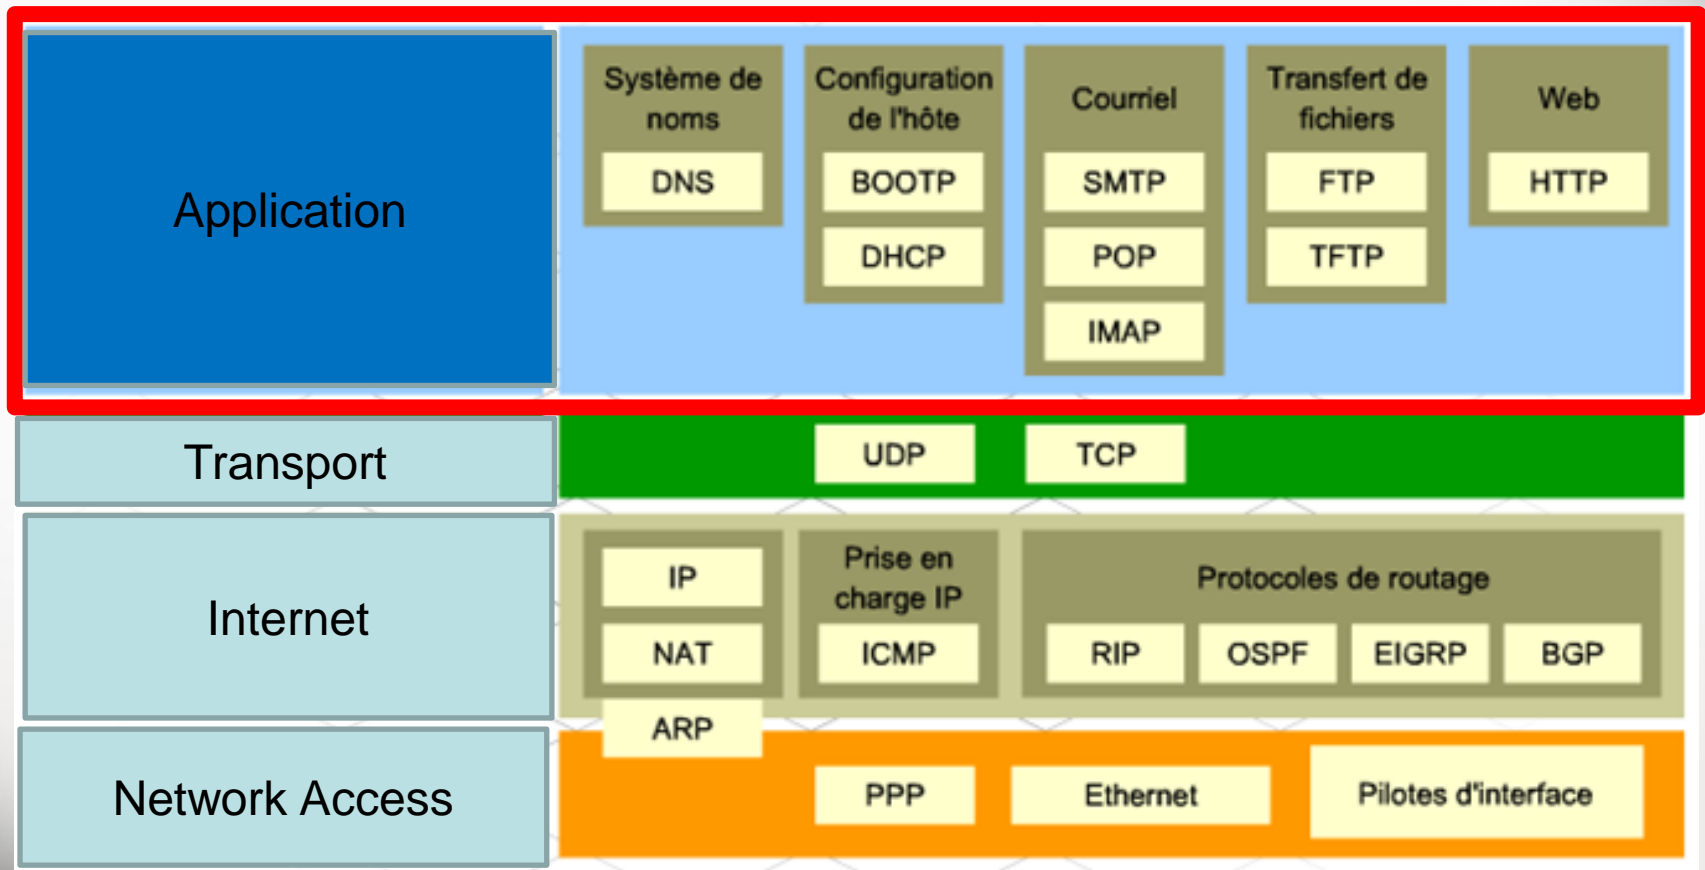 Application
Système de
noms
DNS
Configuration
de l'hôte
BOOTP
DHCP
Courriel
SMTP
POP
IMAP
Transfert de
fichiers
FTP
TFTP
Web
HTTP
Transport
UDP
TCP
Internet
IP
NAT
ARP
Prise en
charge IP
ICMP
Protocoles de routage
RIP
OSPF
EIGRP
BGP
Network Access
PPP
Ethernet
Pilotes d'interface